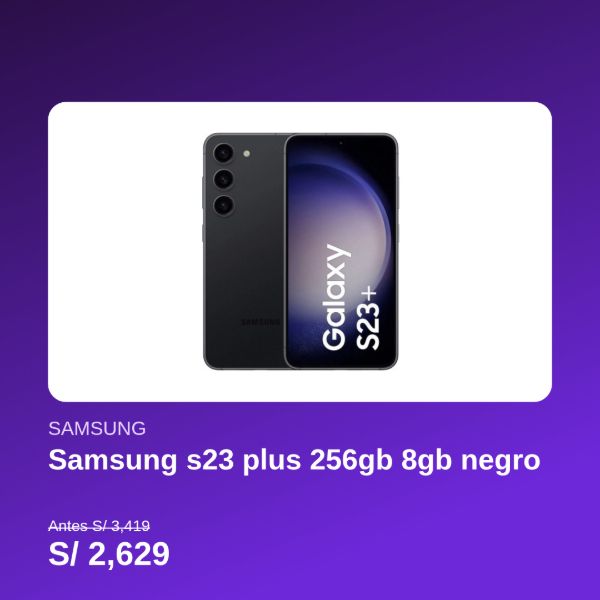 SAMSUNG
Galaxy
S23+
SAMSUNG
Samsung s23 plus 256gb 8gb negro
Antes S/ 3,419
S/ 2,629